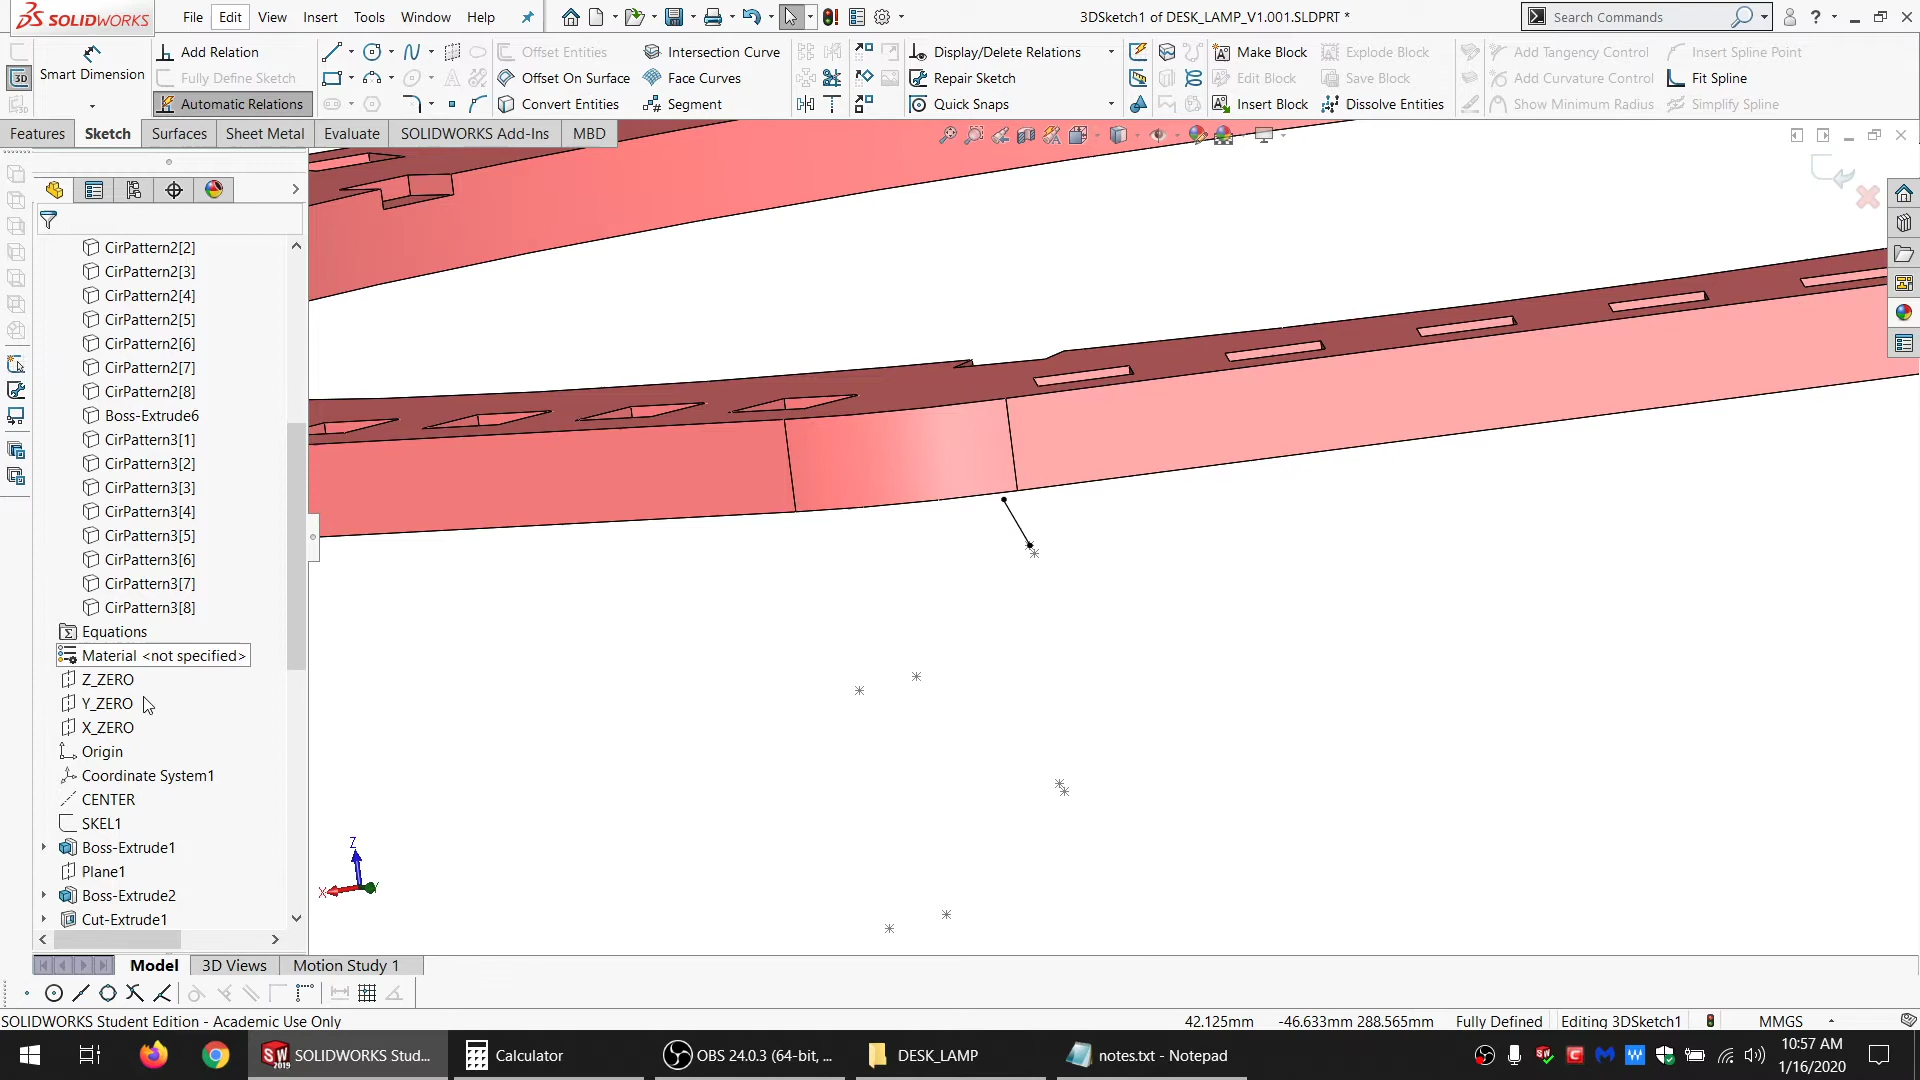 SOLIDWORKS
File Edit View Insert Tools Window Help
3DSketch1 of DESK_LAMP_V1.001.SLDPRT *
Search Commands
Smart Dimension
Add Relation
Fully Define Sketch
Automatic Relations
Offset Entities
Offset On Surface
Convert Entities
Intersection Curve
Face Curves
Segment
Display/Delete Relations
Repair Sketch
Quick Snaps
Make Block
Edit Block
Insert Block
Explode Block
Save Block
Dissolve Entities
Add Tangency Control
Add Curvature Control
Show Minimum Radius
Insert Spline Point
Fit Spline
Simplify Spline
Features Sketch Surfaces Sheet Metal Evaluate SOLIDWORKS Add-Ins MBD
CirPattern2[2]
CirPattern2[3]
CirPattern2[4]
CirPattern2[5]
CirPattern2[6]
CirPattern2[7]
CirPattern2[8]
Boss-Extrude6
CirPattern3[1]
CirPattern3[2]
CirPattern3[3]
CirPattern3[4]
CirPattern3[5]
CirPattern3[6]
CirPattern3[7]
CirPattern3[8]
Equations
Material <not specified>
Z_ZERO
Y_ZERO
X_ZERO
Origin
Coordinate System1
CENTER
SKEL1
Boss-Extrude1
Plane1
Boss-Extrude2
Cut-Extrude1
Z
X
Model 3D Views Motion Study 1
SOLIDWORKS Student Edition - Academic Use Only
42.125mm -46.633mm 288.565mm Fully Defined Editing 3DSketch1 MMGS
SOLIDWORKS Stud...
Calculator
OBS 24.0.3 (64-bit, ...
DESK_LAMP
notes.txt - Notepad
10:57 AM
1/16/2020